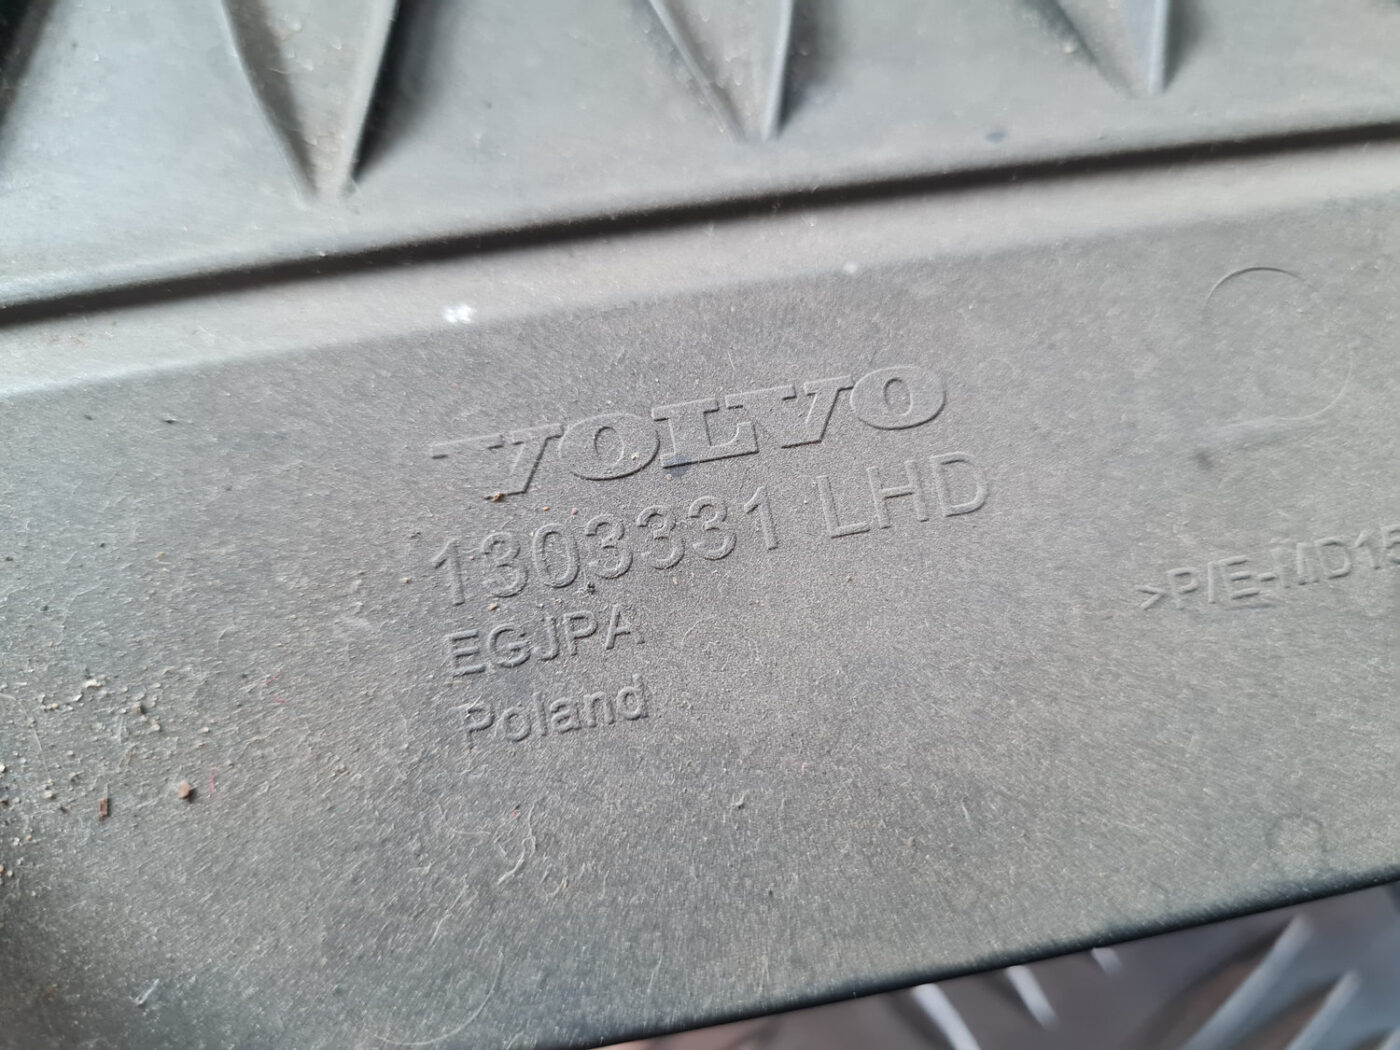 VOLVO
1303331 LHD
EGJPA
Poland
>P/E-MD15